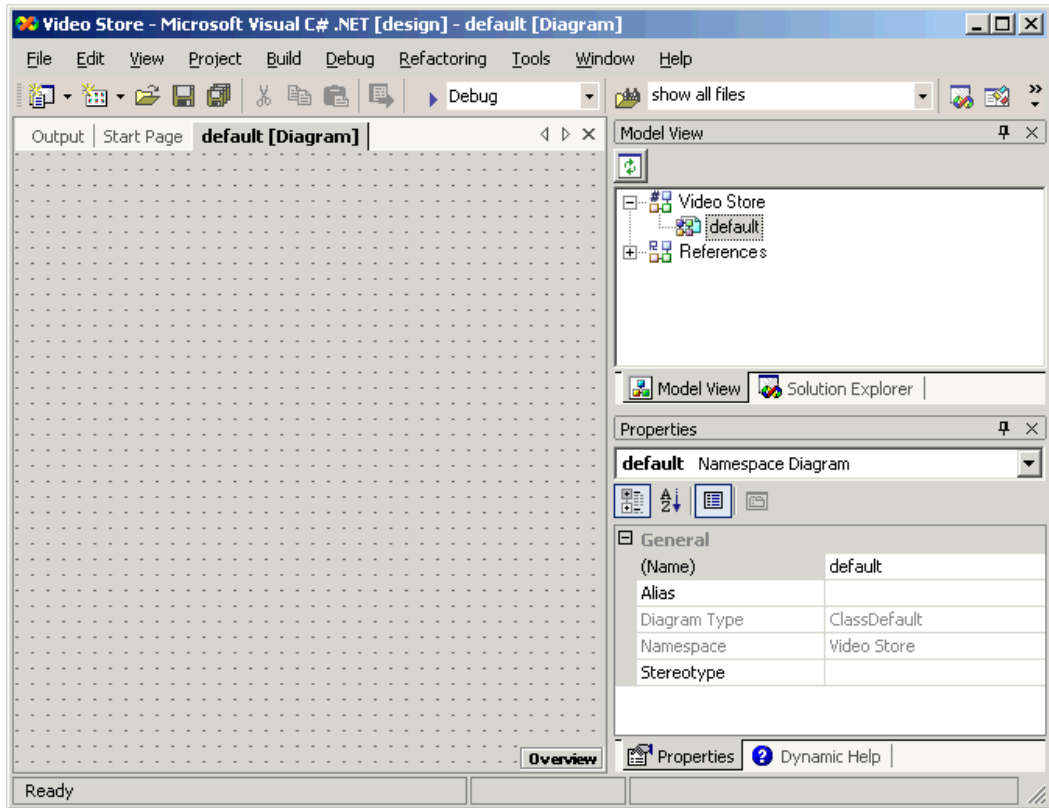 Video Store - Microsoft Visual C# .NET [design] - default [Diagram]
File Edit View Project Build Debug Refactoring Tools Window Help
Debug show all files
Output Start Page default [Diagram]
Model View
Video Store
default
References
Model View Solution Explorer
Properties
default Namespace Diagram
General
(Name) default
Alias
Diagram Type ClassDefault
Namespace Video Store
Stereotype
Overview
Properties Dynamic Help
Ready